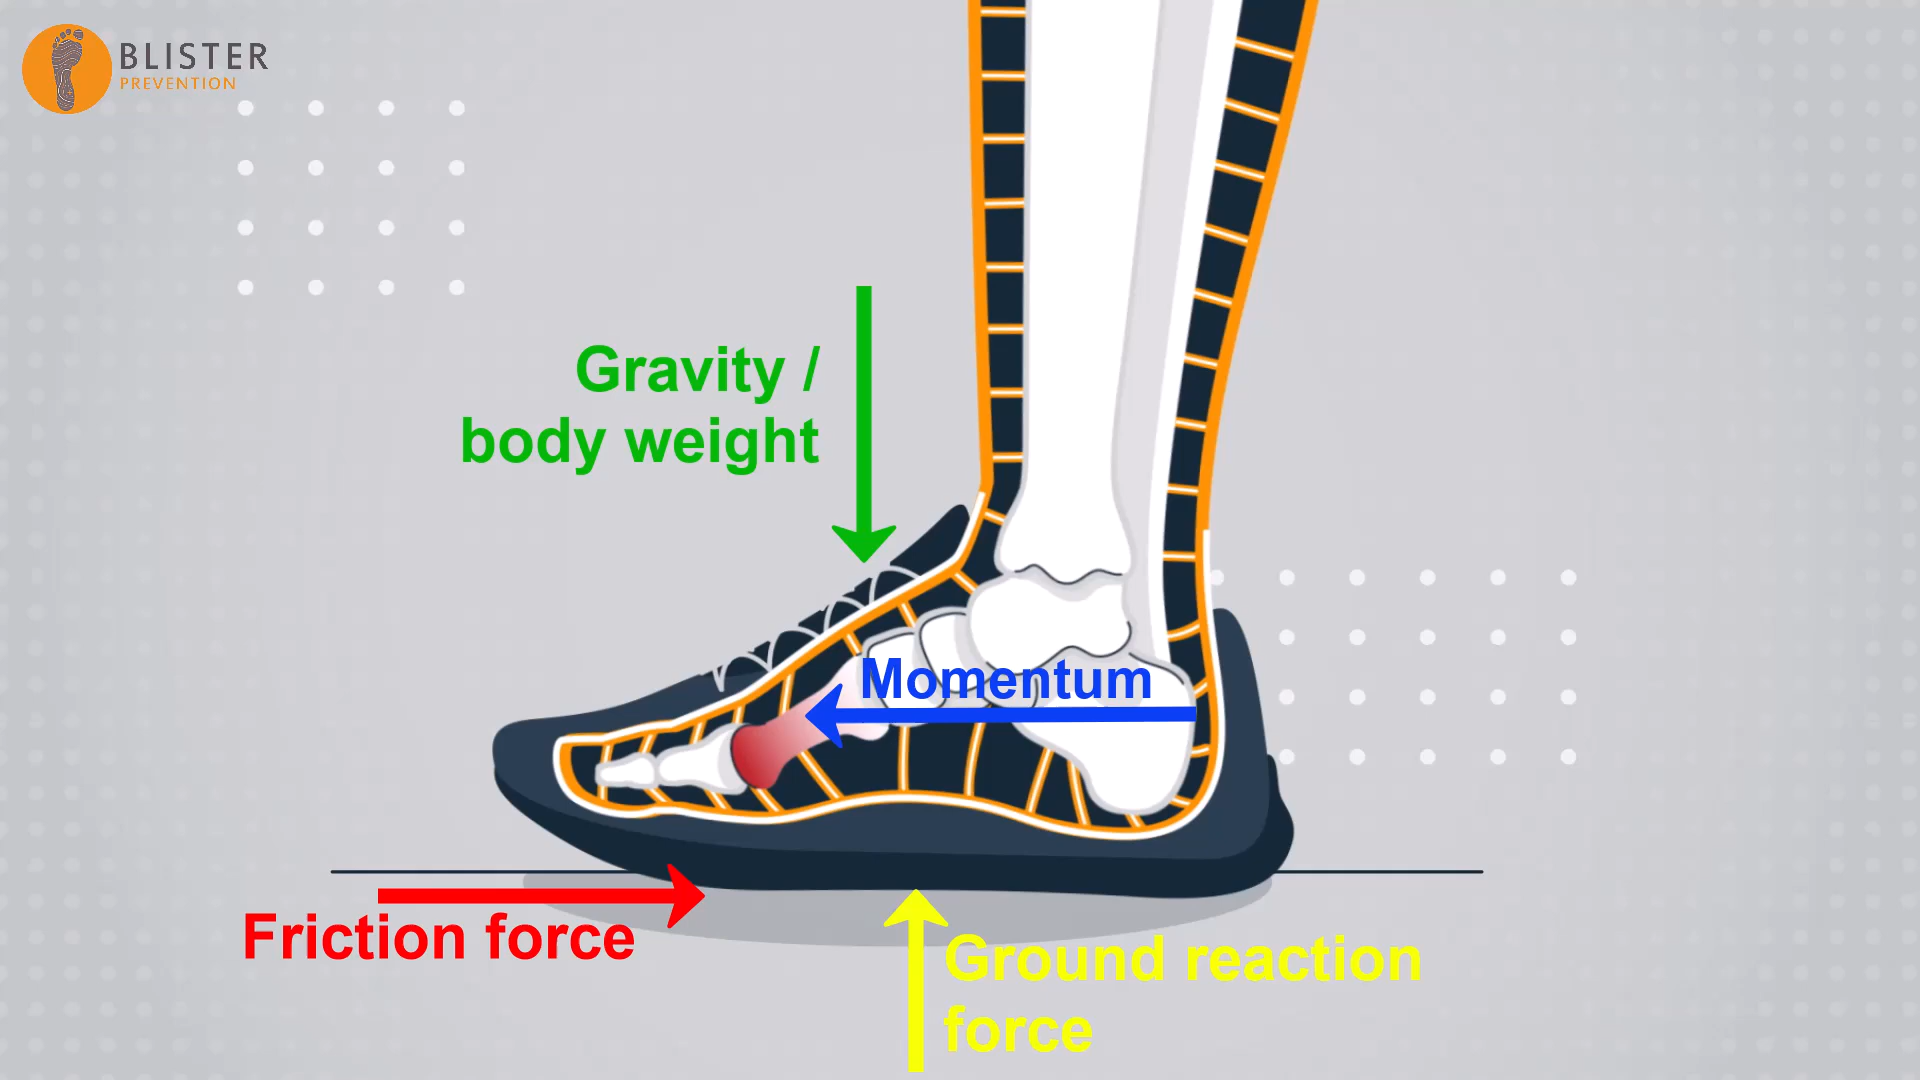 BLISTER
PREVENTION
Gravity /
body weight
Momentum
Friction force
Ground reaction
force